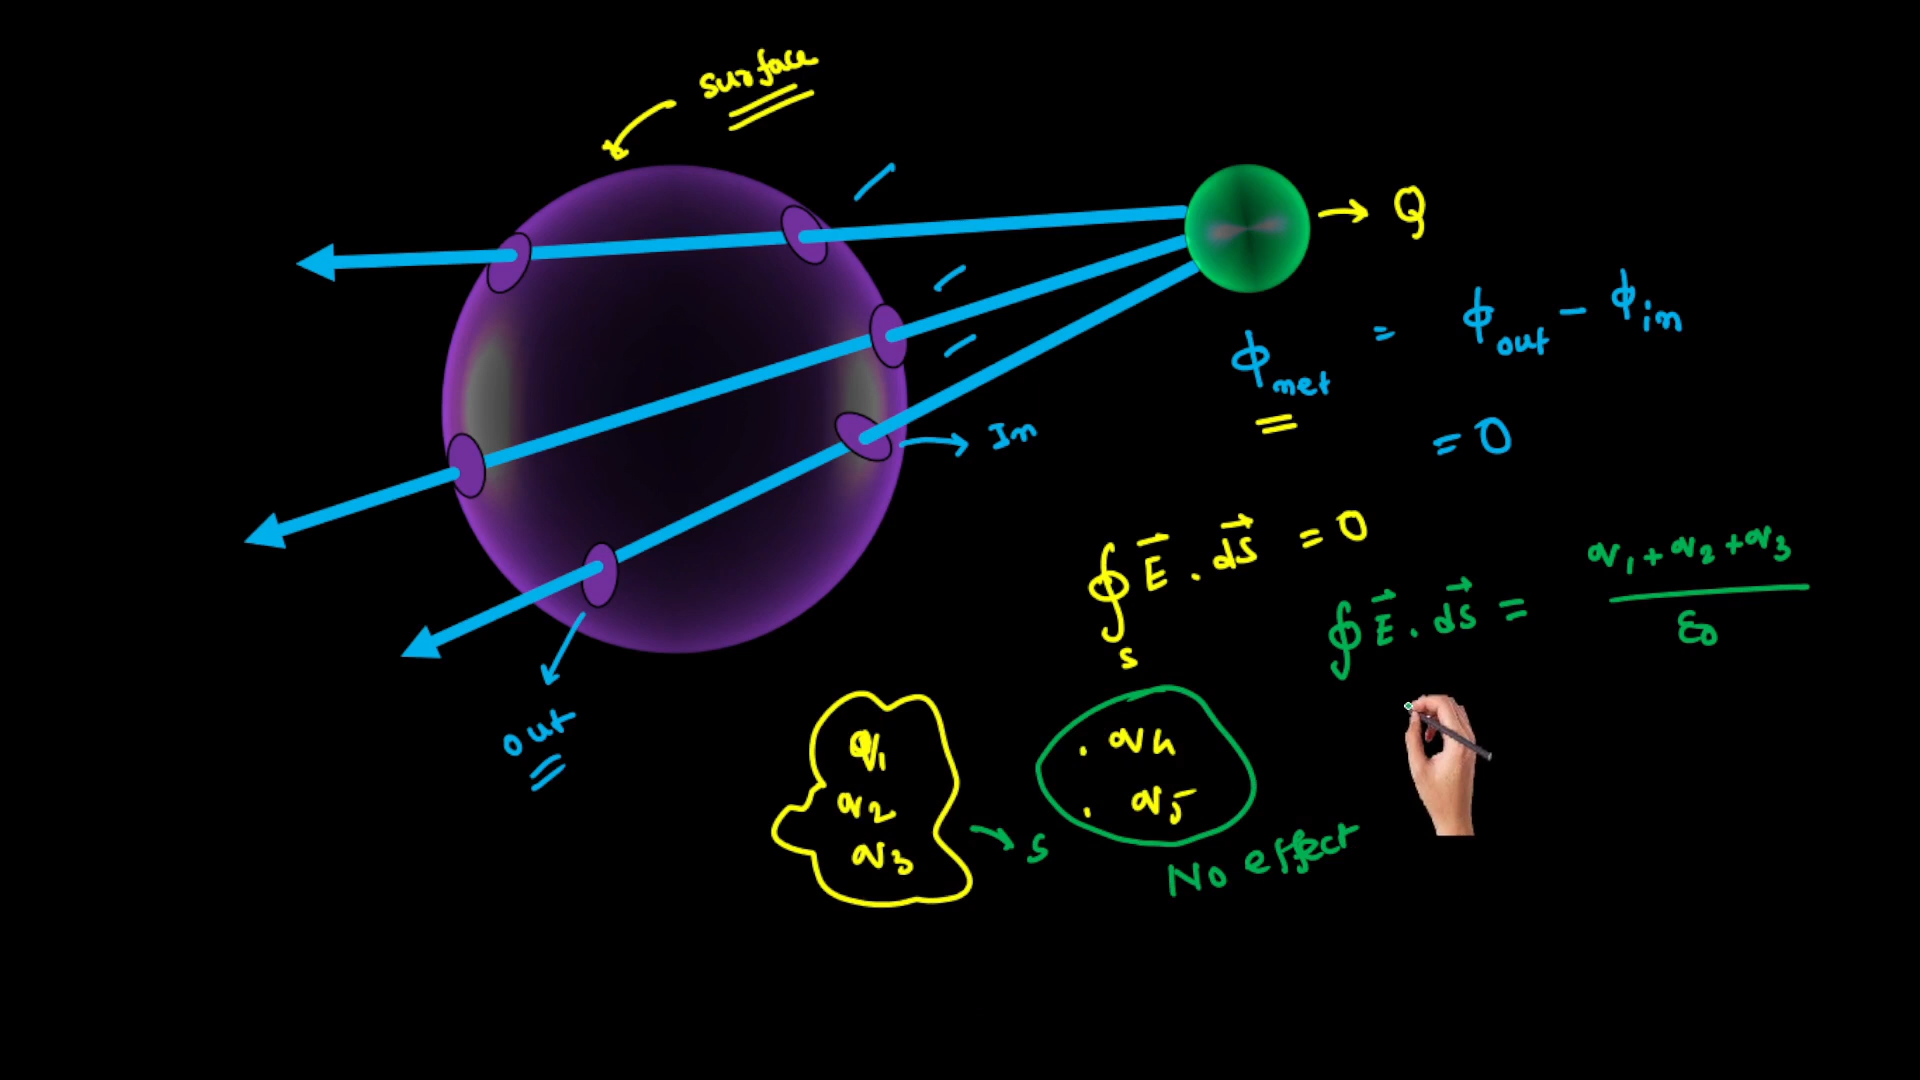 surface
→ Q
ϕnet = ϕout - ϕin
= 0
In
out
∮s E⃗ . dS⃗ = 0
∮ E⃗ . dS⃗ = q1 + q2 + q3 / ε0
q1
q2
q3
s
. q4
. q5
No effect